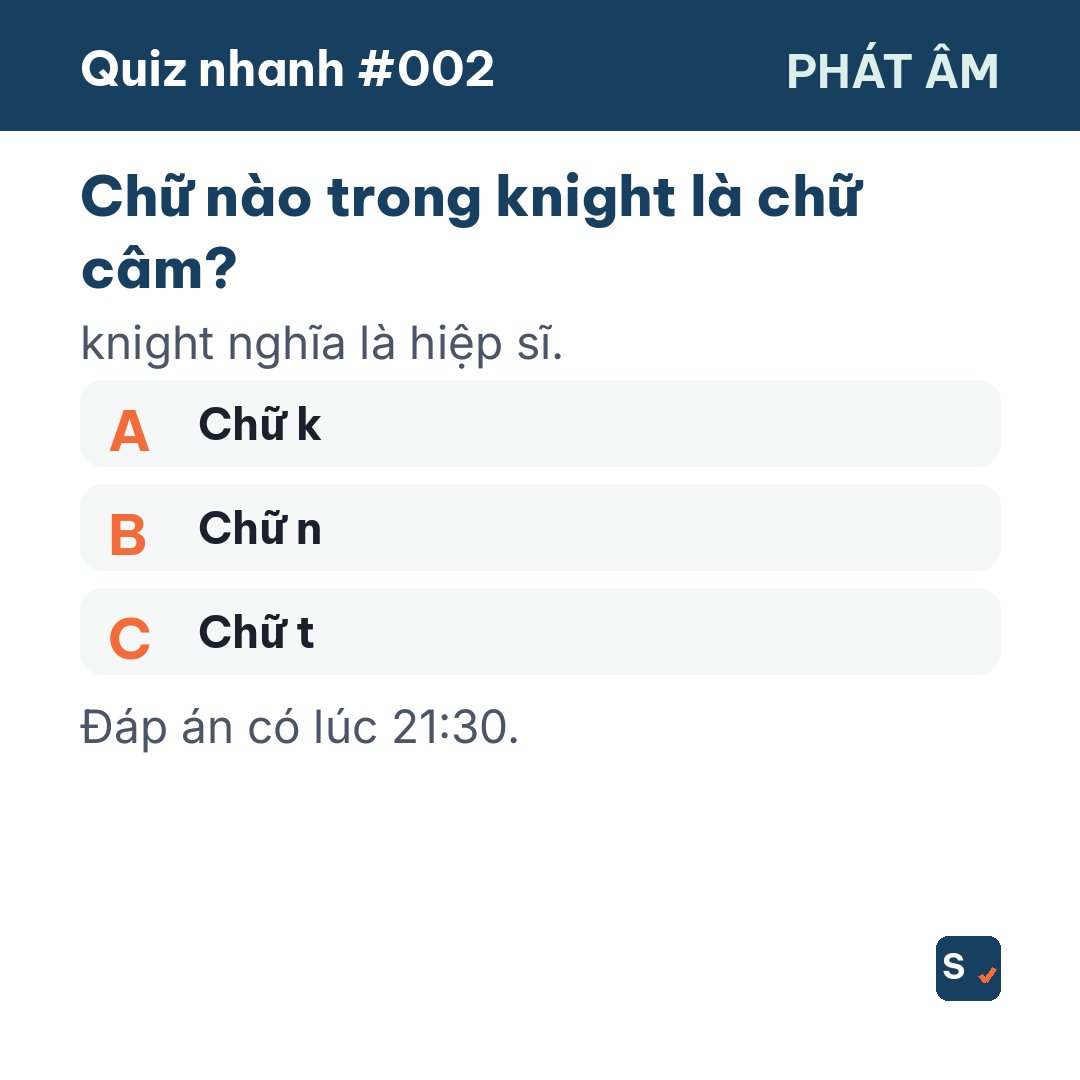 Quiz nhanh #002
PHÁT ÂM
Chữ nào trong knight là chữ
câm?
knight nghĩa là hiệp sĩ.
A Chữ k
B Chữ n
C Chữ t
Đáp án có lúc 21:30.
S